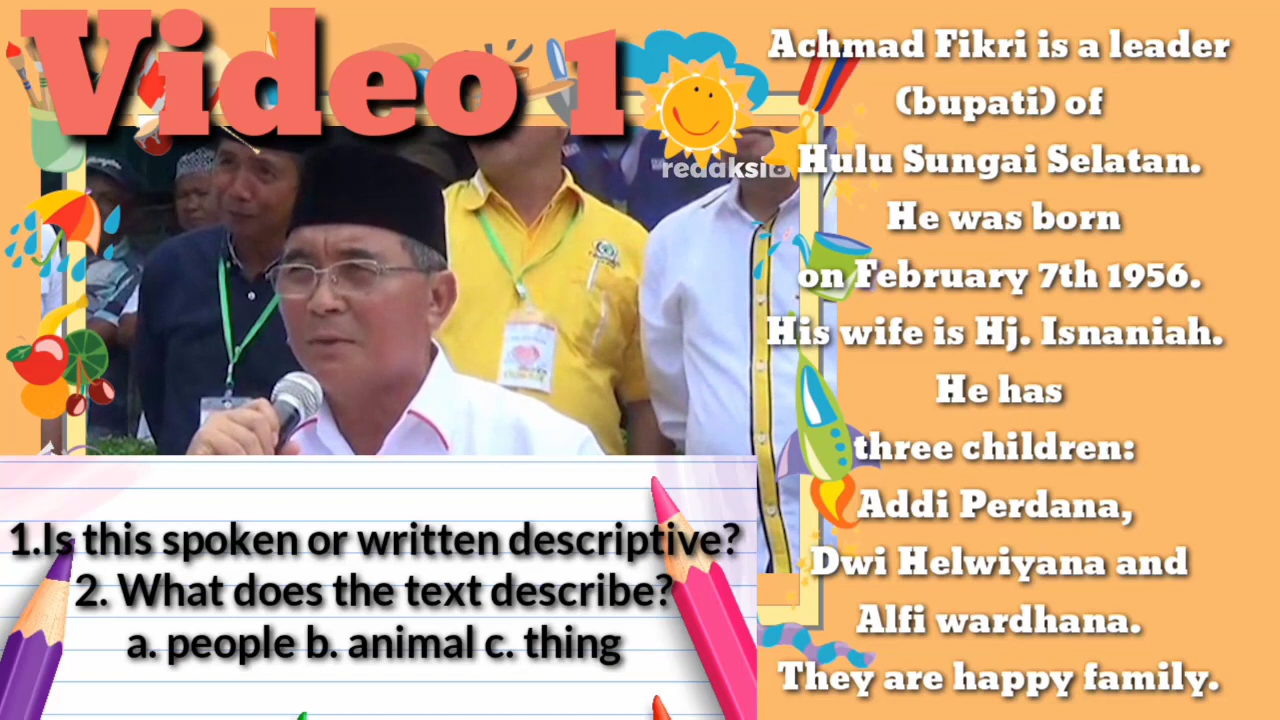 Video 1
redaksi
Achmad Fikri is a leader
(bupati) of
Hulu Sungai Selatan.
He was born
on February 7th 1956.
His wife is Hj. Isnaniah.
He has
three children:
Addi Perdana,
Dwi Helwiyana and
Alfi wardhana.
They are happy family.
1.Is this spoken or written descriptive?
2. What does the text describe?
a. people b. animal c. thing